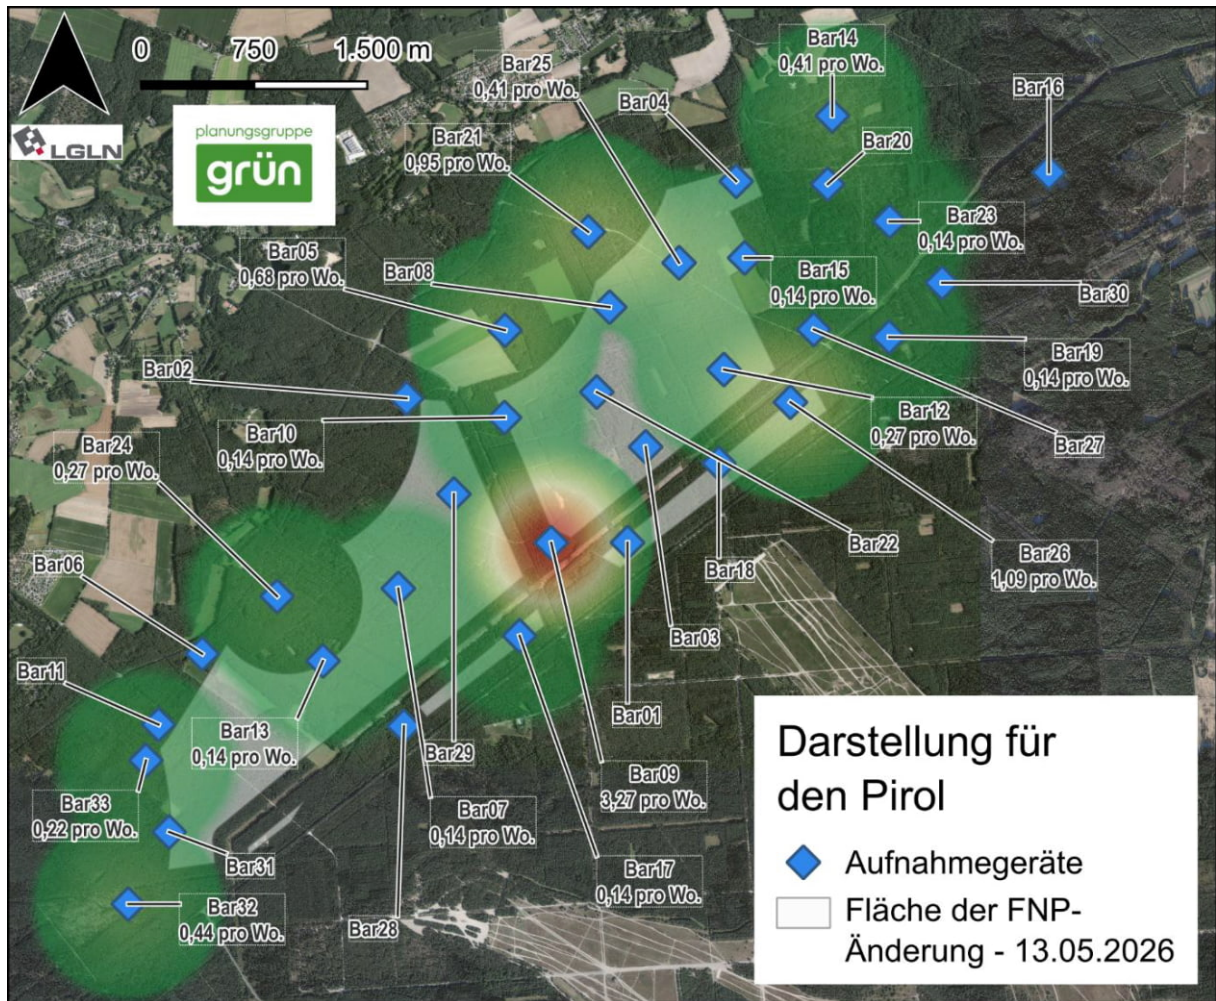 0 750 1.500 m
LGLN
planungsgruppe
grün
Bar14
0,41 pro Wo.
Bar25
0,41 pro Wo.
Bar04
Bar16
Bar21
0,95 pro Wo.
Bar20
Bar23
0,14 pro Wo.
Bar05
0,68 pro Wo.
Bar08
Bar15
0,14 pro Wo.
Bar30
Bar19
0,14 pro Wo.
Bar02
Bar10
0,14 pro Wo.
Bar12
0,27 pro Wo.
Bar24
0,27 pro Wo.
Bar27
Bar22
Bar26
1,09 pro Wo.
Bar06
Bar18
Bar03
Bar11
Bar13
0,14 pro Wo.
Bar29
Bar01
Bar09
3,27 pro Wo.
Bar33
0,22 pro Wo.
Bar07
0,14 pro Wo.
Bar31
Bar17
0,14 pro Wo.
Bar32
0,44 pro Wo.
Bar28
Darstellung für
den Pirol
Aufnahmegeräte
Fläche der FNP-
Änderung - 13.05.2026